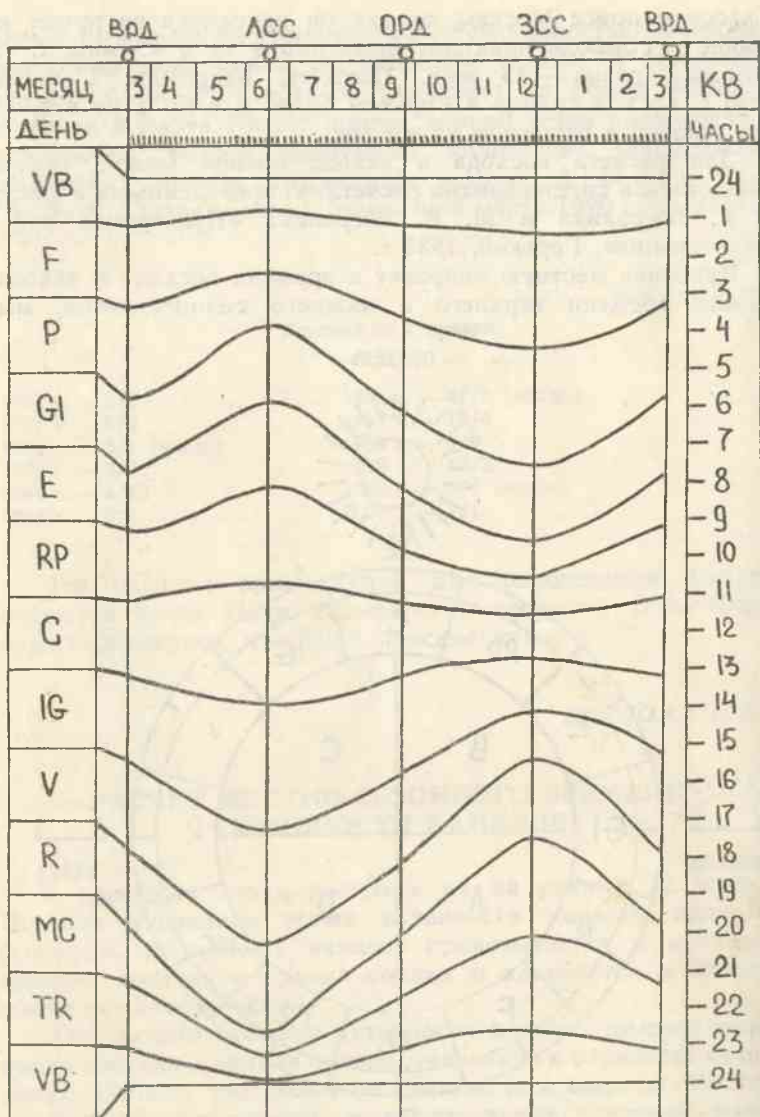 ВРД ЛСС ОРД ЗСС ВРД
МЕСЯЦ 3 4 5 6 7 8 9 10 11 12 1 2 3 КВ
ДЕНЬ ЧАСЫ
VB 24
1
F 2
3
P 4
5
GI 6
7
E 8
9
RP 10
11
C 12
13
IG 14
15
V 16
17
R 18
19
MC 20
21
TR 22
23
VB 24